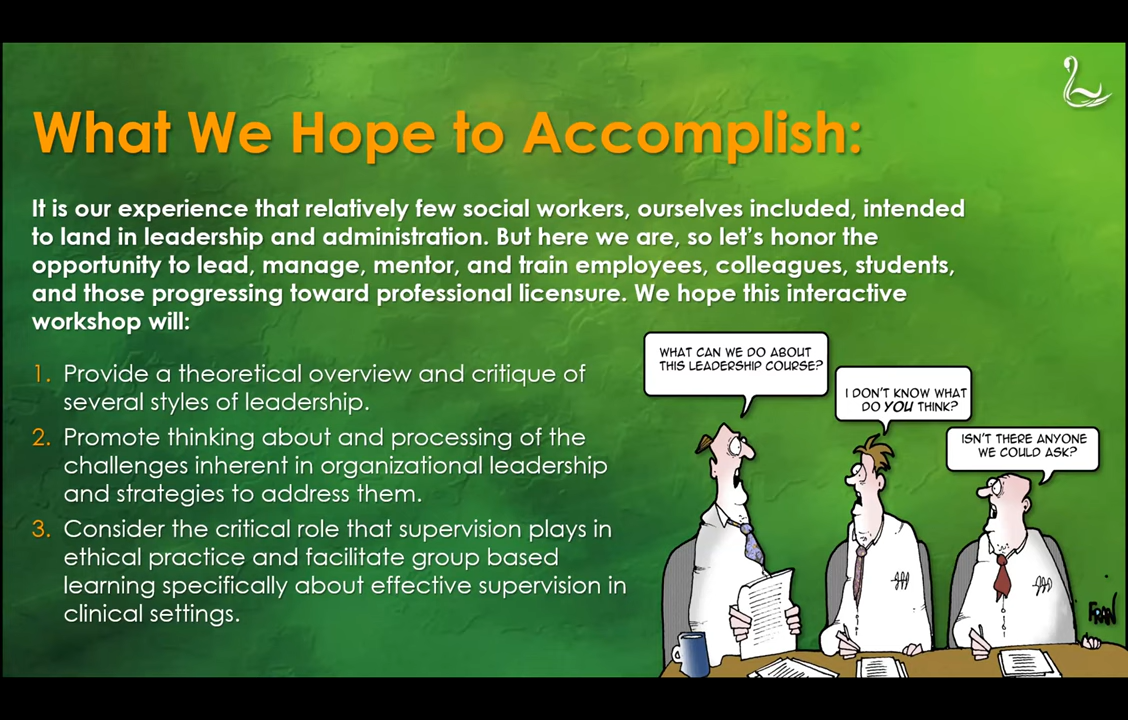 What We Hope to Accomplish:
It is our experience that relatively few social workers, ourselves included, intended
to land in leadership and administration. But here we are, so let's honor the
opportunity to lead, manage, mentor, and train employees, colleagues, students,
and those progressing toward professional licensure. We hope this interactive
workshop will:
1. Provide a theoretical overview and critique of
several styles of leadership.
2. Promote thinking about and processing of the
challenges inherent in organizational leadership
and strategies to address them.
3. Consider the critical role that supervision plays in
ethical practice and facilitate group based
learning specifically about effective supervision in
clinical settings.
WHAT CAN WE DO ABOUT
THIS LEADERSHIP COURSE?
I DON'T KNOW WHAT
DO YOU THINK?
ISN'T THERE ANYONE
WE COULD ASK?
FRAN